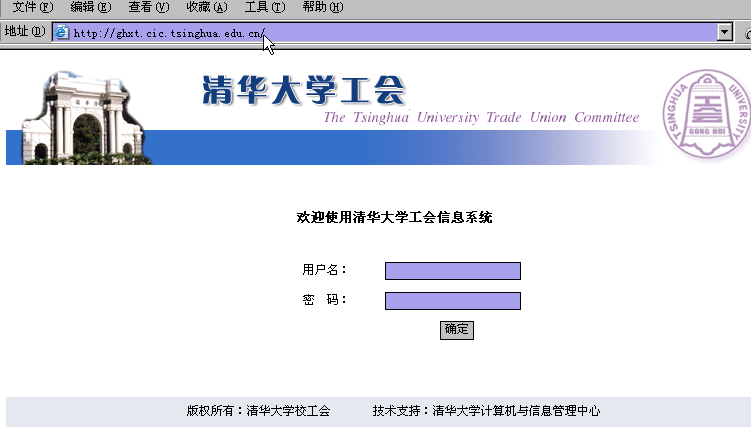 文件(F) 编辑(E) 查看(V) 收藏(A) 工具(T) 帮助(H)
地址(D) http://ghxt.cic.tsinghua.edu.cn/
清华大学工会
The Tsinghua University Trade Union Committee
TSINGHUA UNIVERSITY
GONG HUI
欢迎使用清华大学工会信息系统
用户名：
密 码：
确定
版权所有：清华大学校工会 技术支持：清华大学计算机与信息管理中心